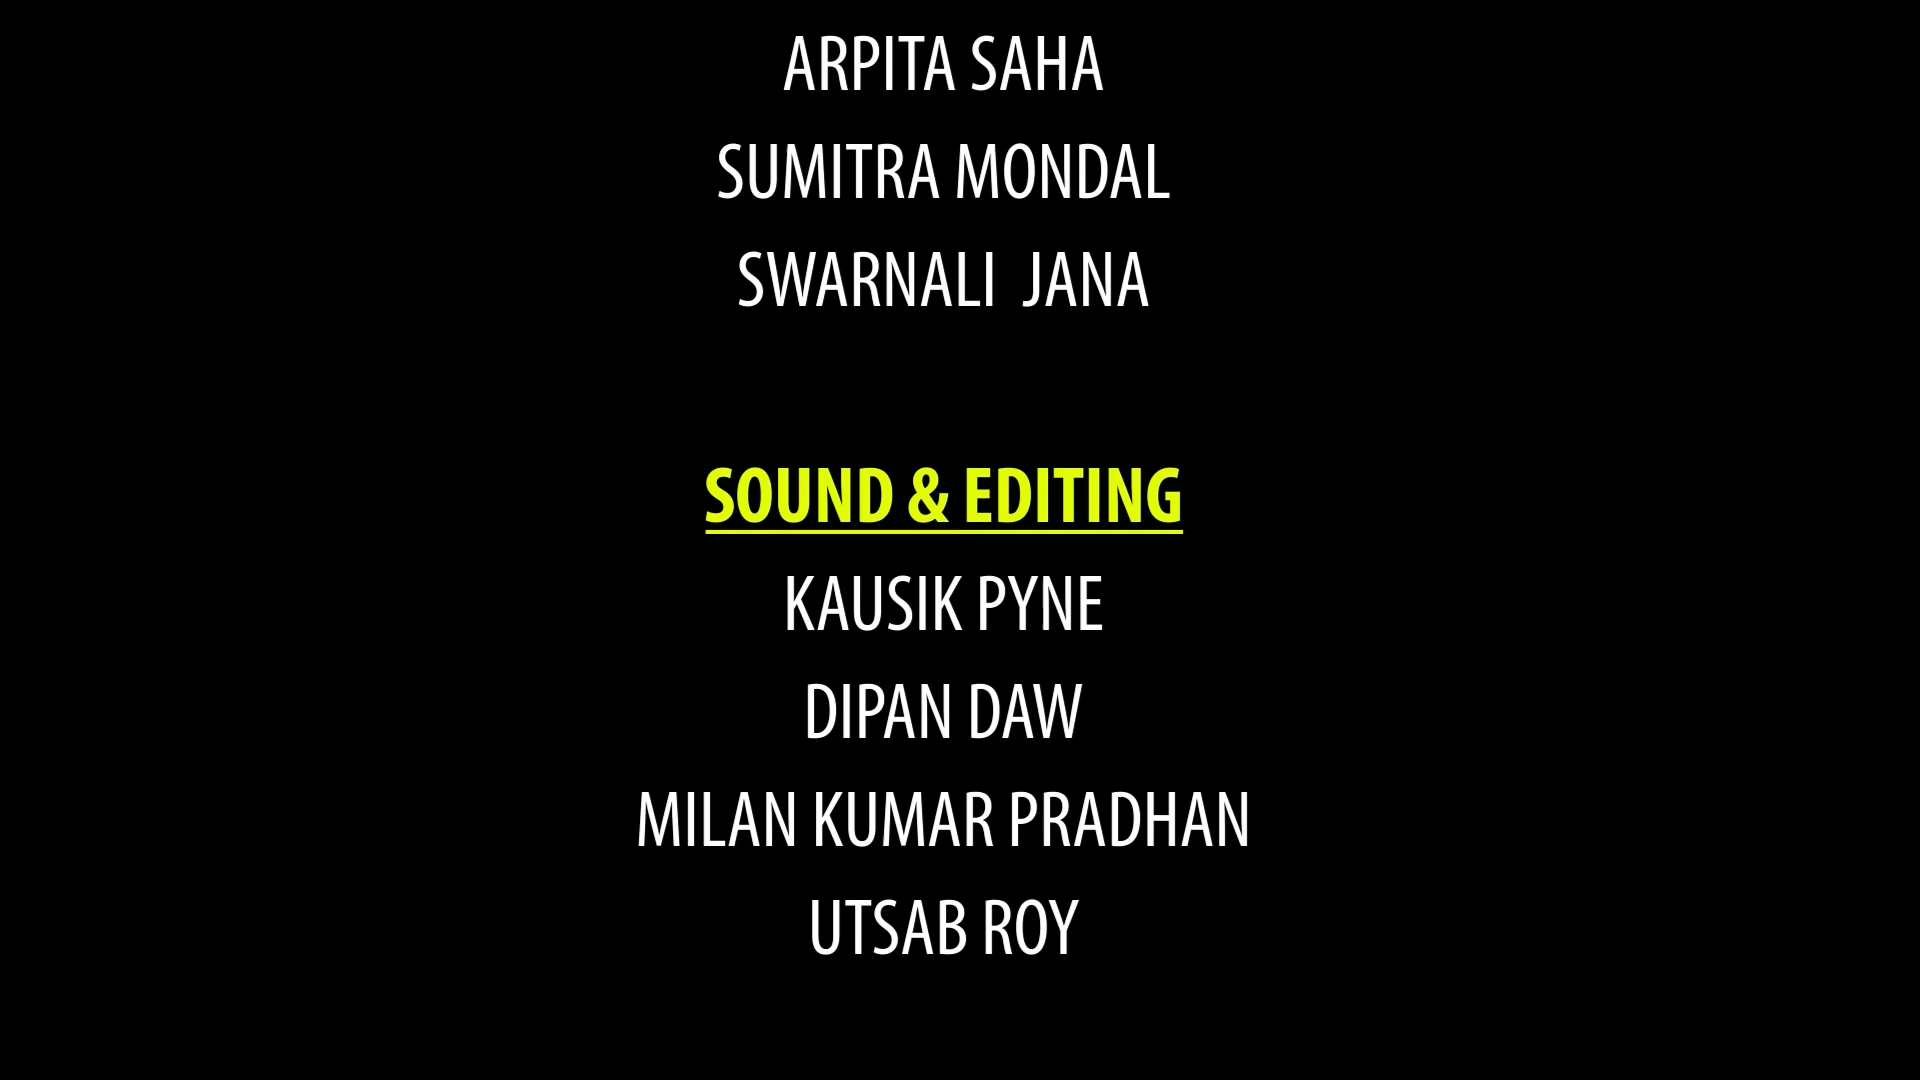 ARPITA SAHA
SUMITRA MONDAL
SWARNALI  JANA
SOUND & EDITING
KAUSIK PYNE
DIPAN DAW
MILAN KUMAR PRADHAN
UTSAB ROY